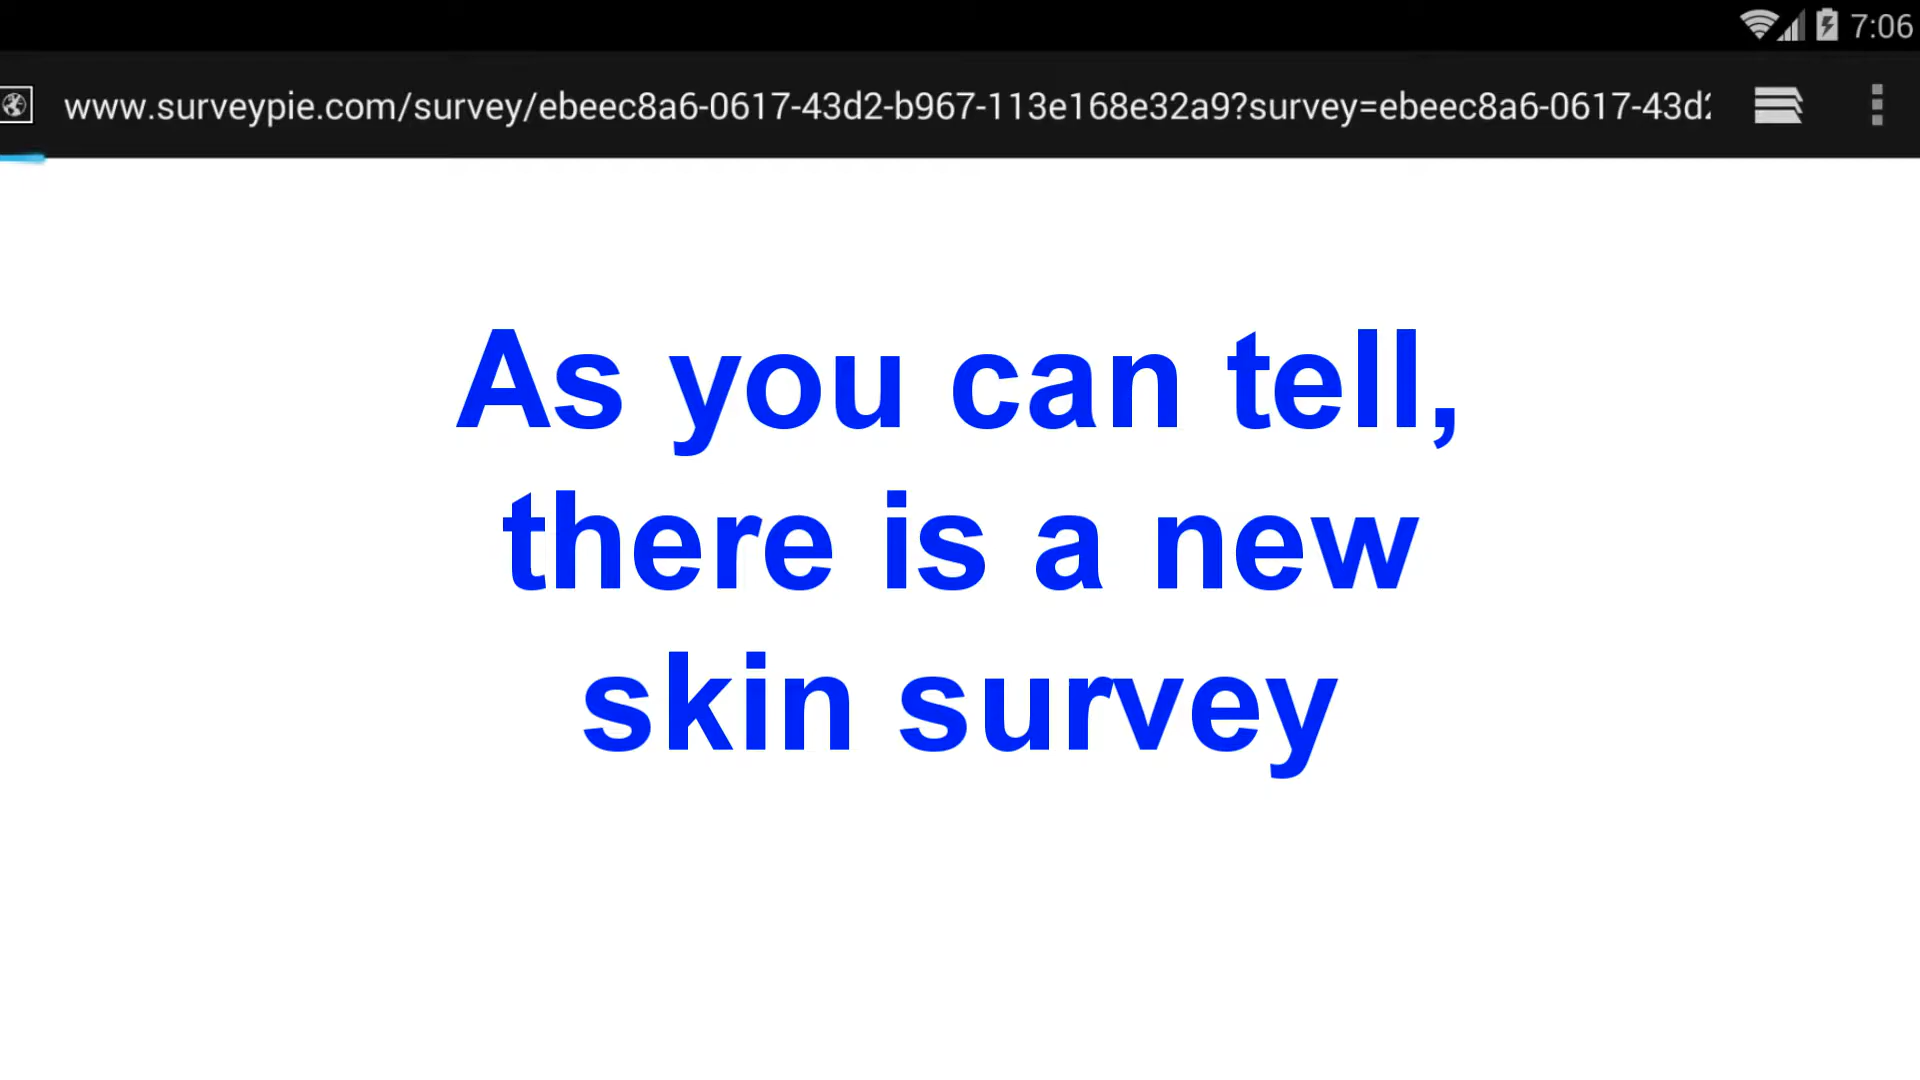 7:06
www.surveypie.com/survey/ebeec8a6-0617-43d2-b967-113e168e32a9?survey=ebeec8a6-0617-43d2
As you can tell,
there is a new
skin survey